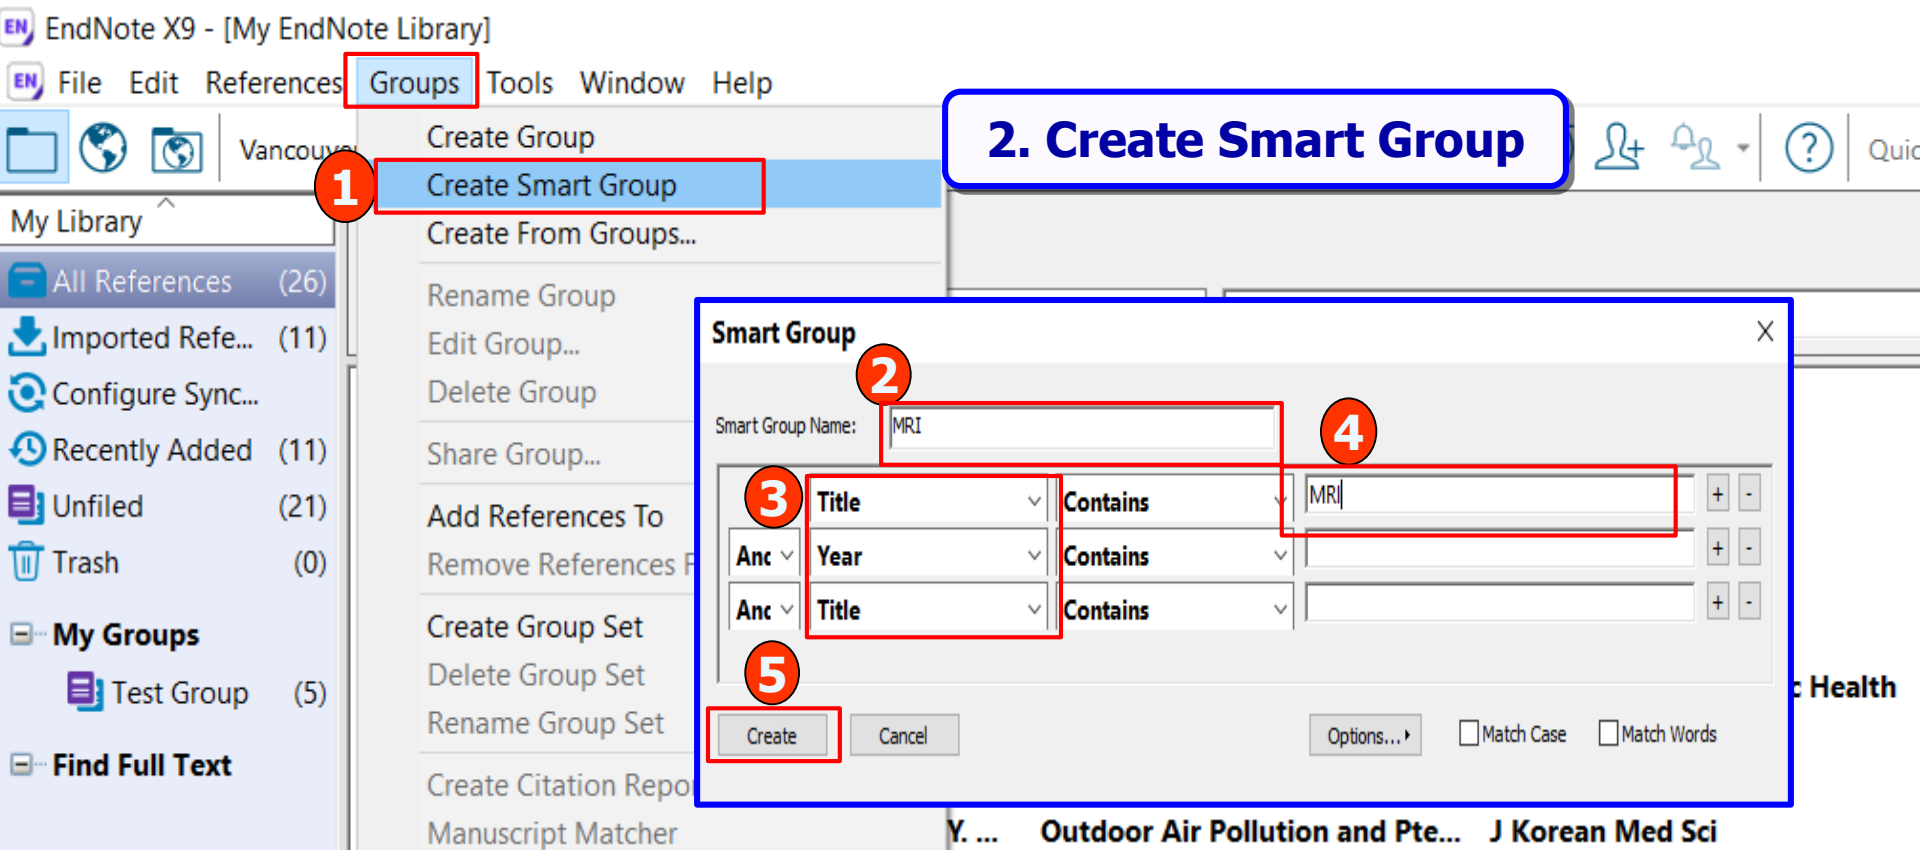 EndNote X9 - [My EndNote Library]
File Edit References Groups Tools Window Help
2. Create Smart Group
1
My Library
All References (26)
Imported Refe... (11)
Configure Sync...
Recently Added (11)
Unfiled (21)
Trash (0)
My Groups
Test Group (5)
Find Full Text
Create Group
Create Smart Group
Create From Groups...
Rename Group
Edit Group...
Delete Group
Share Group...
Add References To
Remove References
Create Group Set
Delete Group Set
Rename Group Set
Create Citation Repo
Manuscript Matcher
Smart Group X
2
Smart Group Name: MRI
4
3
Title Contains MRI + -
Year Contains + -
Title Contains + -
5
Create Cancel Options... Match Case Match Words
Health
Y. ... Outdoor Air Pollution and Pte... J Korean Med Sci